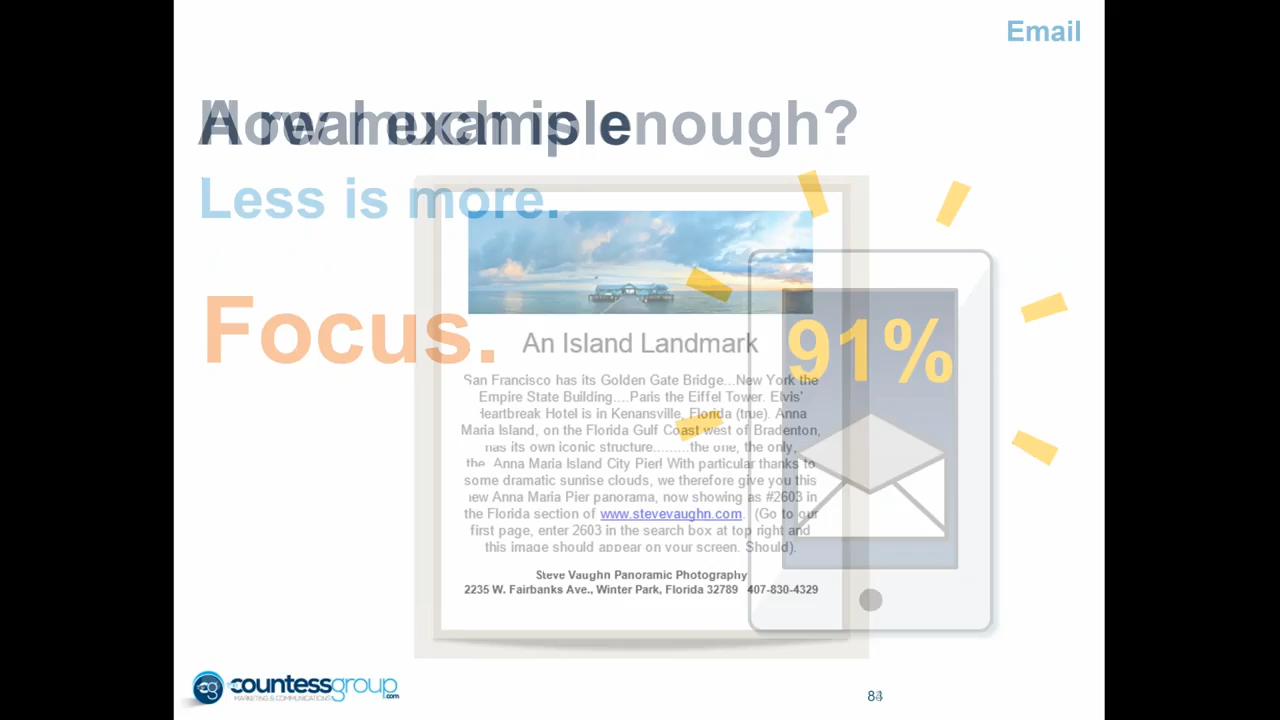 Email
A real example
How much is enough?
Less is more.
Focus.
91%
An Island Landmark
San Francisco has its Golden Gate Bridge...New York the
Empire State Building....Paris the Eiffel Tower. Elvis'
Heartbreak Hotel is in Kenansville, Florida (true). Anna
Maria Island, on the Florida Gulf Coast west of Bradenton,
has its own iconic structure.........the one, the only,
the Anna Maria Island City Pier! With particular thanks to
some dramatic sunrise clouds, we therefore give you this
new Anna Maria Pier panorama, now showing as #2603 in
the Florida section of www.stevevaughn.com. (Go to our
first page, enter 2603 in the search box at top right and
this image should appear on your screen. Should).
Steve Vaughn Panoramic Photography
2235 W. Fairbanks Ave., Winter Park, Florida 32789 407-830-4329
cg countessgroup.com
MARKETING & COMMUNICATIONS